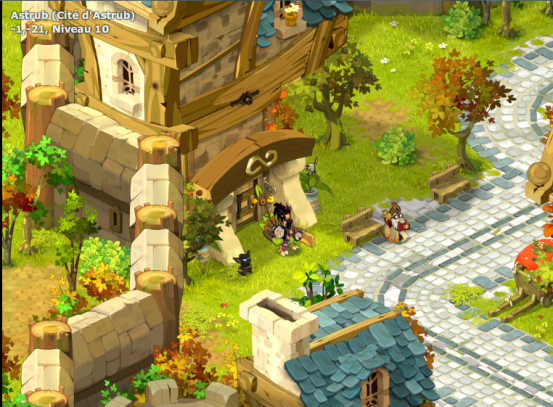 Astrub (Cité d'Astrub)
-1,-21, Niveau 10